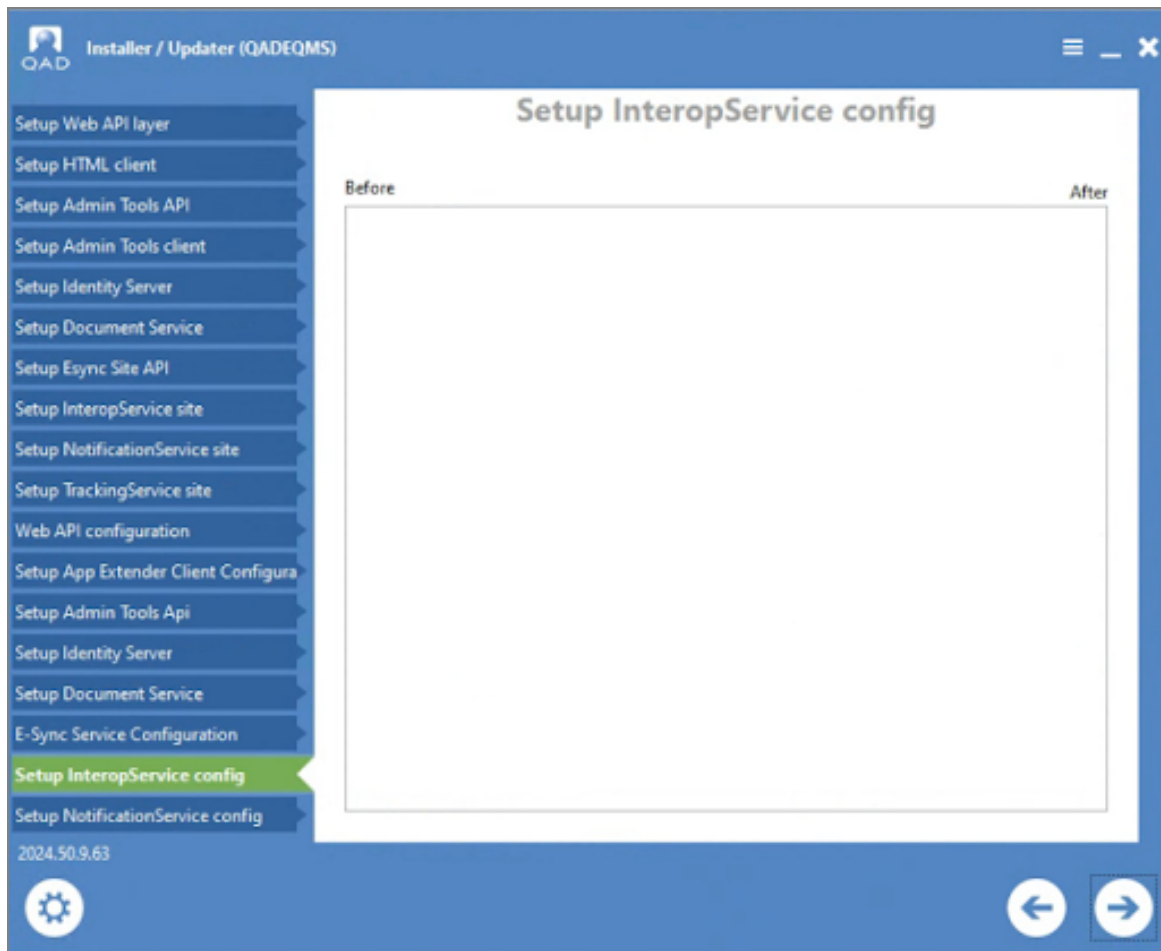 QAD
Installer / Updater (QADEQMS)
Setup Web API layer
Setup HTML client
Setup Admin Tools API
Setup Admin Tools client
Setup Identity Server
Setup Document Service
Setup Esync Site API
Setup InteropService site
Setup NotificationService site
Setup TrackingService site
Web API configuration
Setup App Extender Client Configura
Setup Admin Tools Api
Setup Identity Server
Setup Document Service
E-Sync Service Configuration
Setup InteropService config
Setup NotificationService config
2024.50.9.63
Setup InteropService config
Before
After